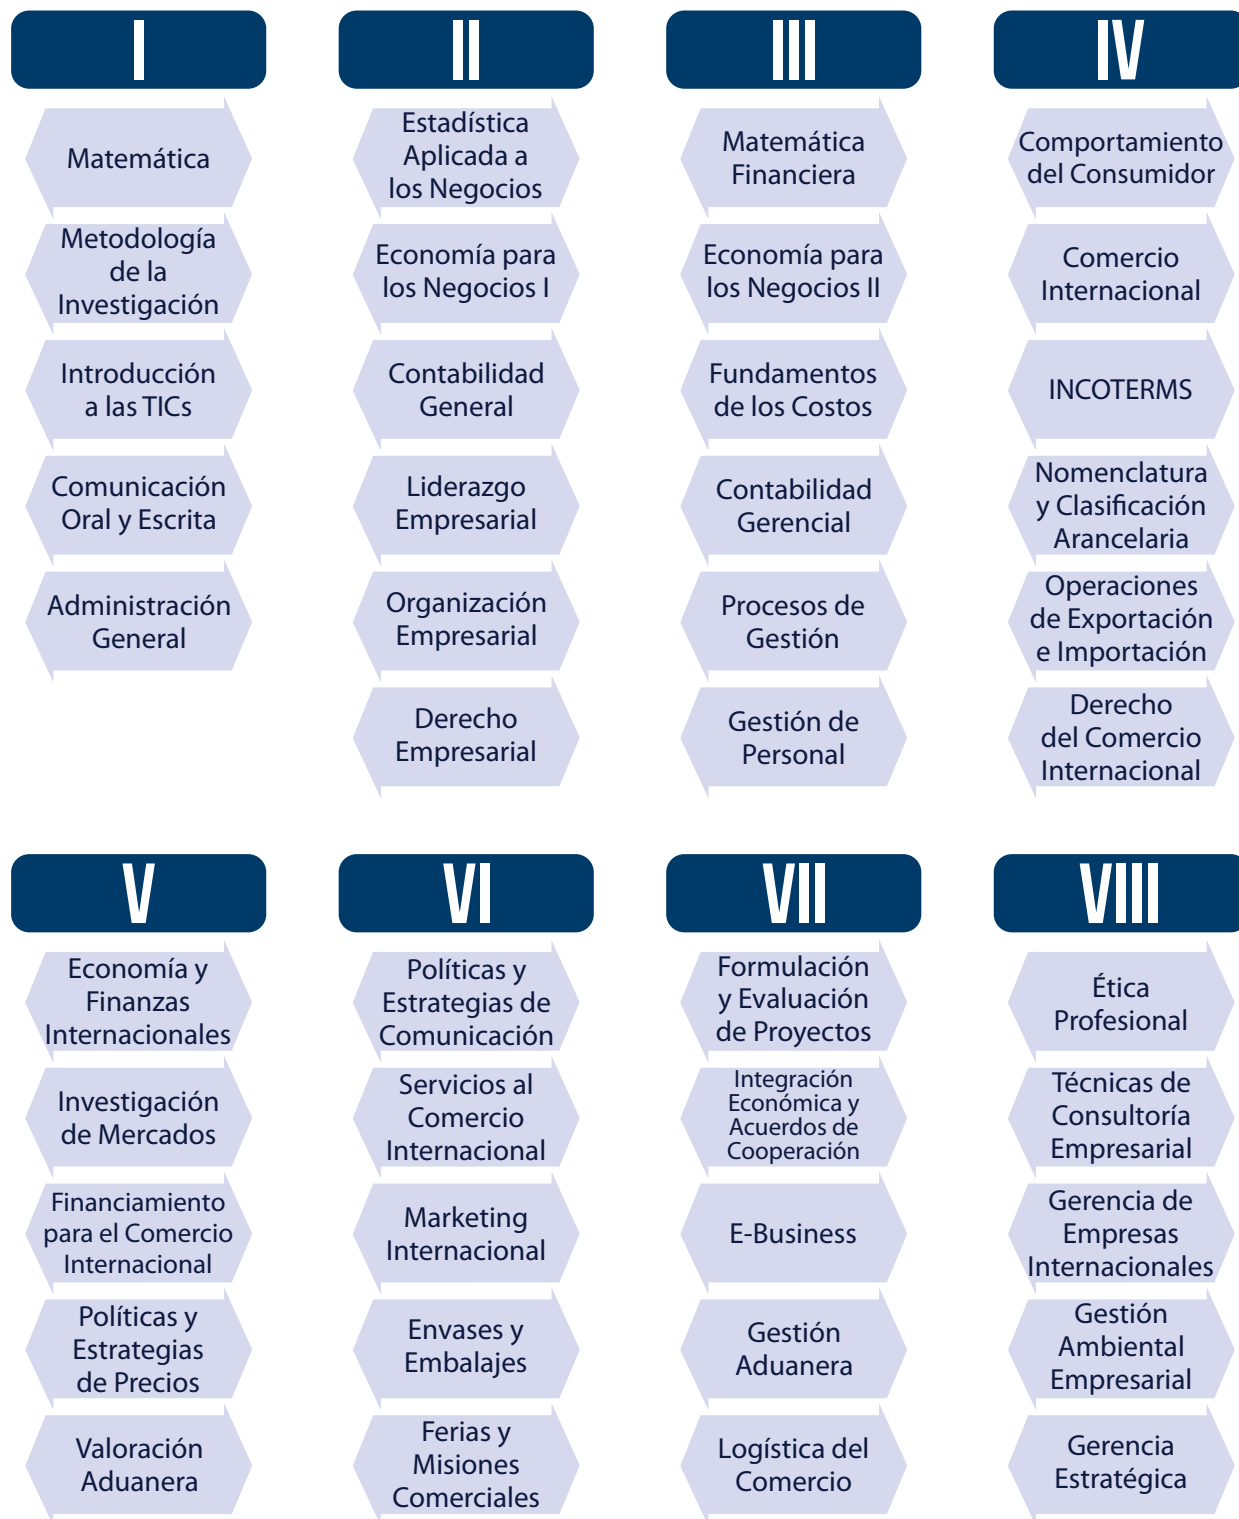 I
Matemática
Metodología
de la
Investigación
Introducción
a las TICs
Comunicación
Oral y Escrita
Administración
General
II
Estadística
Aplicada a
los Negocios
Economía para
los Negocios I
Contabilidad
General
Liderazgo
Empresarial
Organización
Empresarial
Derecho
Empresarial
III
Matemática
Financiera
Economía para
los Negocios II
Fundamentos
de los Costos
Contabilidad
Gerencial
Procesos de
Gestión
Gestión de
Personal
IV
Comportamiento
del Consumidor
Comercio
Internacional
INCOTERMS
Nomenclatura
y Clasificación
Arancelaria
Operaciones
de Exportación
e Importación
Derecho
del Comercio
Internacional
V
Economía y
Finanzas
Internacionales
Investigación
de Mercados
Financiamiento
para el Comercio
Internacional
Políticas y
Estrategias
de Precios
Valoración
Aduanera
VI
Políticas y
Estrategias de
Comunicación
Servicios al
Comercio
Internacional
Marketing
Internacional
Envases y
Embalajes
Ferias y
Misiones
Comerciales
VII
Formulación
y Evaluación
de Proyectos
Integración
Económica y
Acuerdos de
Cooperación
E-Business
Gestión
Aduanera
Logística del
Comercio
VIII
Ética
Profesional
Técnicas de
Consultoría
Empresarial
Gerencia de
Empresas
Internacionales
Gestión
Ambiental
Empresarial
Gerencia
Estratégica